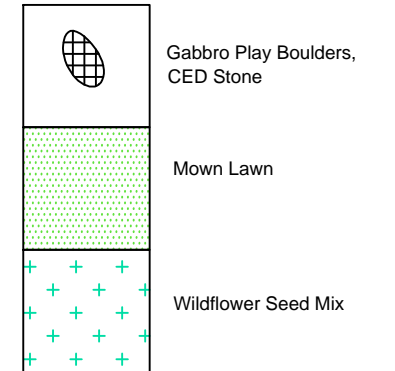 Gabbro Play Boulders,
CED Stone
Mown Lawn
Wildflower Seed Mix